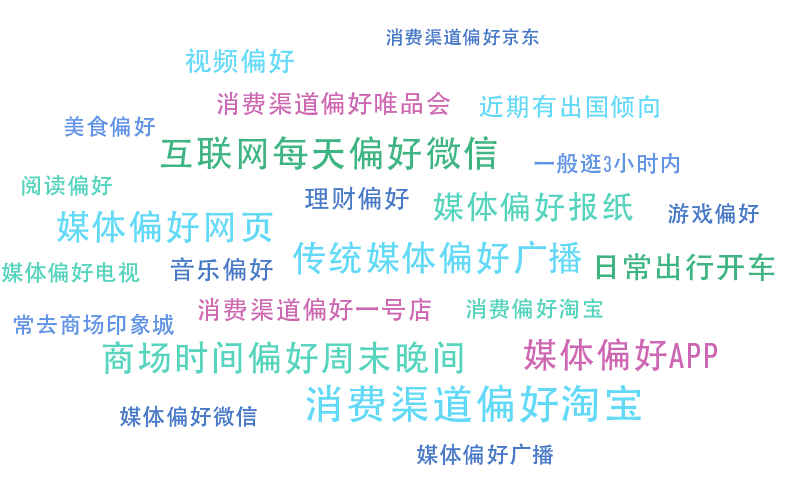 消费渠道偏好京东
视频偏好
消费渠道偏好唯品会
近期有出国倾向
美食偏好
互联网每天偏好微信
一般逛3小时内
阅读偏好
理财偏好
媒体偏好报纸
游戏偏好
媒体偏好网页
传统媒体偏好广播
日常出行开车
媒体偏好电视
音乐偏好
消费渠道偏好一号店
消费偏好淘宝
常去商场印象城
商场时间偏好周末晚间
媒体偏好APP
消费渠道偏好淘宝
媒体偏好微信
媒体偏好广播